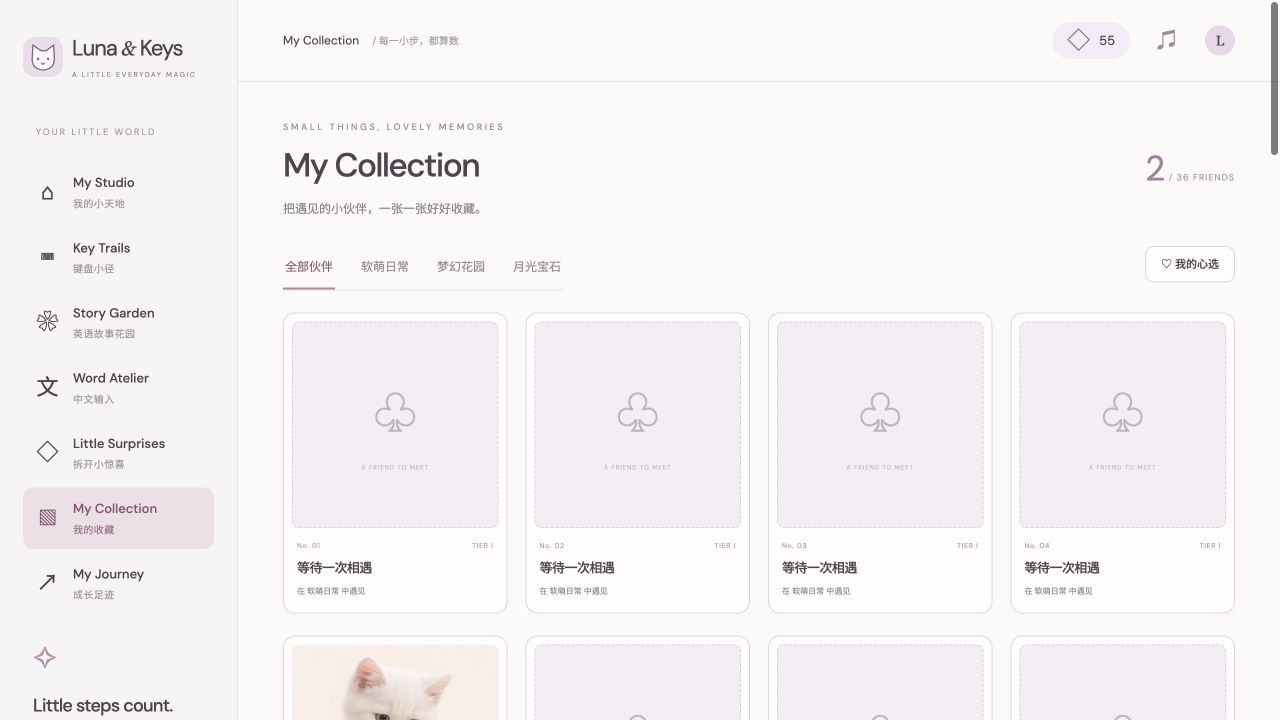 Luna & Keys
A LITTLE EVERYDAY MAGIC
YOUR LITTLE WORLD
My Studio
我的小天地
Key Trails
键盘小径
Story Garden
英语故事花园
文
Word Atelier
中文输入
Little Surprises
拆开小惊喜
My Collection
我的收藏
My Journey
成长足迹
Little steps count.
My Collection / 每一小步，都算数
55
L
SMALL THINGS, LOVELY MEMORIES
My Collection
把遇见的小伙伴，一张一张好好收藏。
2 / 36 FRIENDS
全部伙伴 软萌日常 梦幻花园 月光宝石
♡ 我的心选
A FRIEND TO MEET
No. 01 TIER I
等待一次相遇
在 软萌日常 中遇见
A FRIEND TO MEET
No. 02 TIER I
等待一次相遇
在 软萌日常 中遇见
A FRIEND TO MEET
No. 03 TIER I
等待一次相遇
在 软萌日常 中遇见
A FRIEND TO MEET
No. 04 TIER I
等待一次相遇
在 软萌日常 中遇见